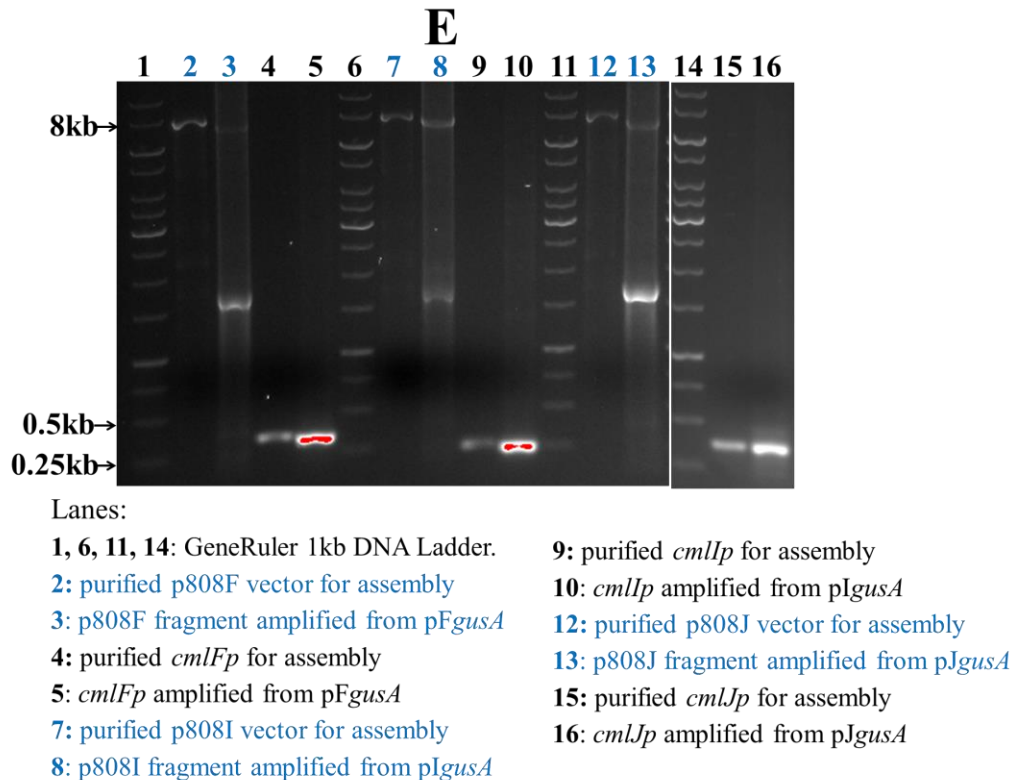 E
1 2 3 4 5 6 7 8 9 10 11 12 13 14 15 16
8kb
0.5kb
0.25kb
Lanes:
1, 6, 11, 14: GeneRuler 1kb DNA Ladder.
2: purified p808F vector for assembly
3: p808F fragment amplified from pFgusA
4: purified cmlFp for assembly
5: cmlFp amplified from pFgusA
7: purified p808I vector for assembly
8: p808I fragment amplified from pIgusA
9: purified cmlIp for assembly
10: cmlIp amplified from pIgusA
12: purified p808J vector for assembly
13: p808J fragment amplified from pJgusA
15: purified cmlJp for assembly
16: cmlJp amplified from pJgusA